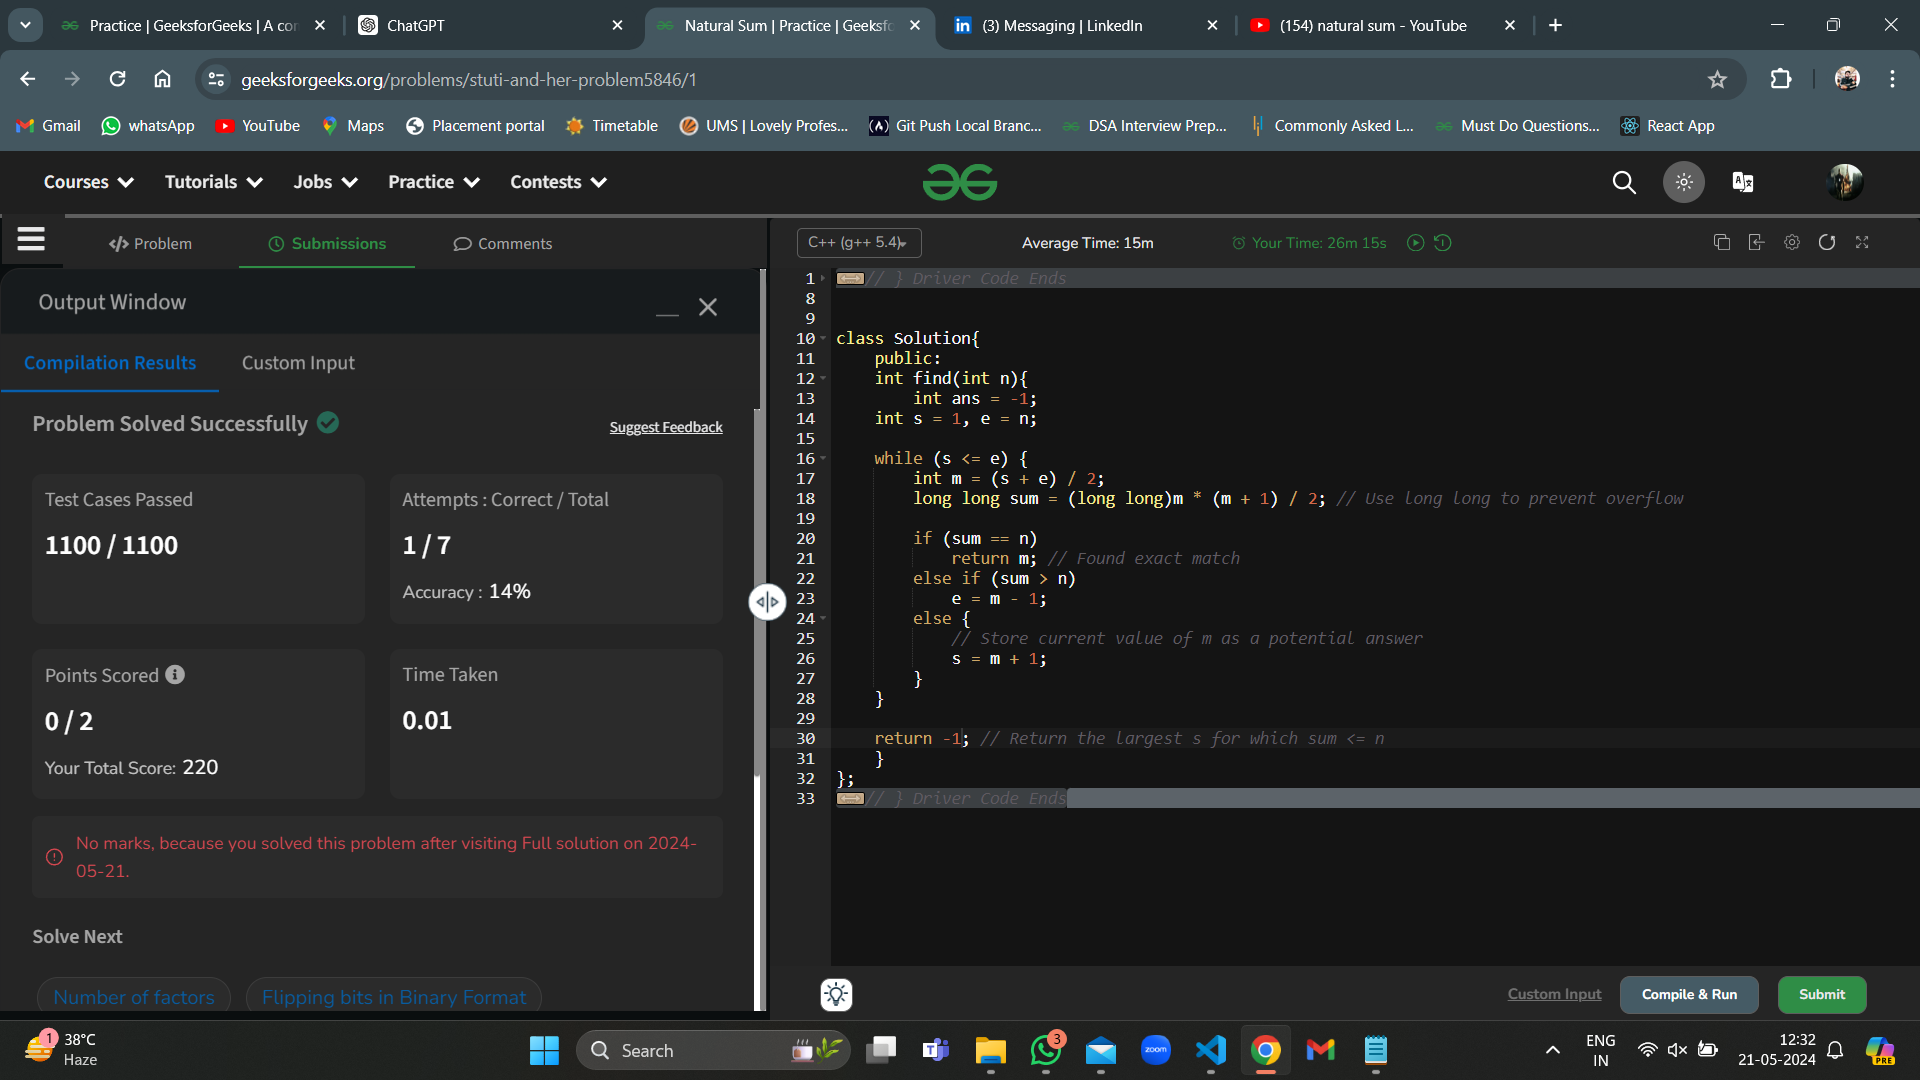 Practice | GeeksforGeeks | A con
ChatGPT
Natural Sum | Practice | Geeksfo
(3) Messaging | LinkedIn
(154) natural sum - YouTube
geeksforgeeks.org/problems/stuti-and-her-problem5846/1
Gmail
whatsApp
YouTube
Maps
Placement portal
Timetable
UMS | Lovely Profes...
Git Push Local Branc...
DSA Interview Prep...
Commonly Asked L...
Must Do Questions...
React App
Courses
Tutorials
Jobs
Practice
Contests
</> Problem
Submissions
Comments
C++ (g++ 5.4)
Average Time: 15m
Your Time: 26m 15s
Output Window
Compilation Results
Custom Input
Problem Solved Successfully
Suggest Feedback
Test Cases Passed
1100 / 1100
Attempts : Correct / Total
1 / 7
Accuracy : 14%
Points Scored
0 / 2
Your Total Score: 220
Time Taken
0.01
No marks, because you solved this problem after visiting Full solution on 2024-
05-21.
Solve Next
Number of factors
Flipping bits in Binary Format
1 // } Driver Code Ends
8
9
10 class Solution{
11 public:
12 int find(int n){
13 int ans = -1;
14 int s = 1, e = n;
15
16 while (s <= e) {
17 int m = (s + e) / 2;
18 long long sum = (long long)m * (m + 1) / 2; // Use long long to prevent overflow
19
20 if (sum == n)
21 return m; // Found exact match
22 else if (sum > n)
23 e = m - 1;
24 else {
25 // Store current value of m as a potential answer
26 s = m + 1;
27 }
28 }
29
30 return -1; // Return the largest s for which sum <= n
31 }
32 };
33 // } Driver Code Ends
Custom Input
Compile & Run
Submit
1
38°C
Haze
Search
3
zoom
PRE
ENG
IN
12:32
21-05-2024